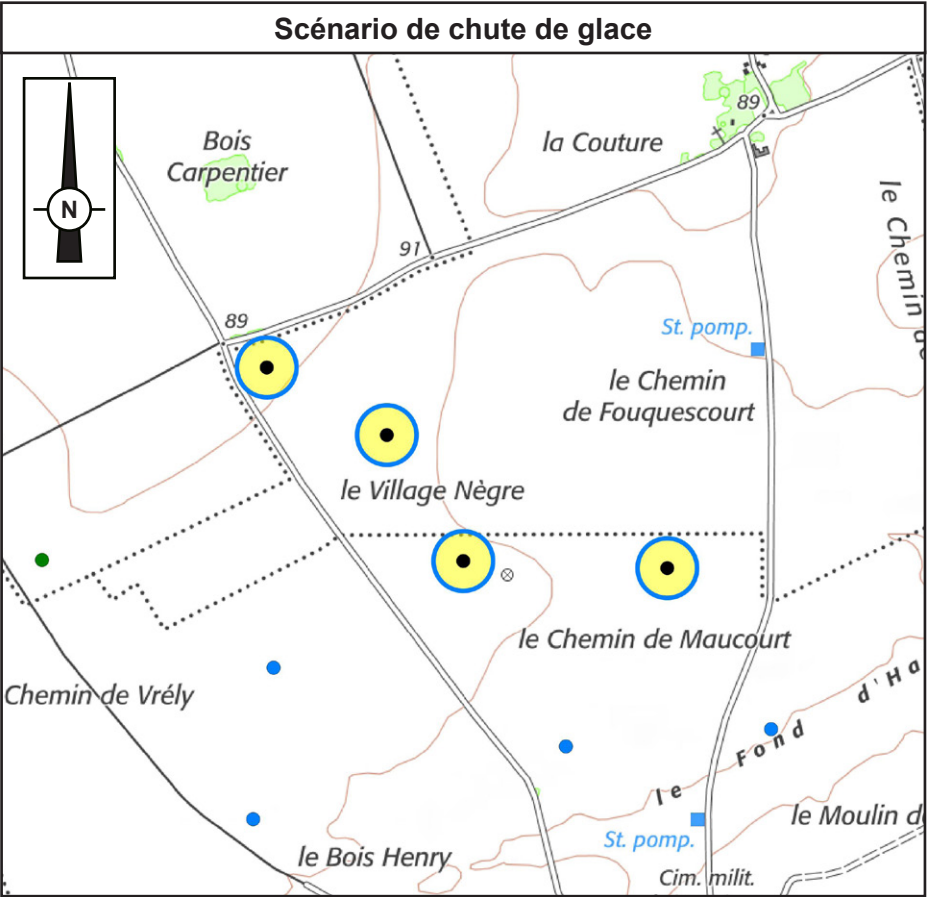 Scénario de chute de glace
N
Bois
Carpentier
la Couture
89
le Chemin de
91
89
St. pomp.
le Chemin
de Fouquescourt
le Village Nègre
le Chemin de Maucourt
Chemin de Vrély
le Fond d'Ha
le Moulin d
St. pomp.
le Bois Henry
Cim. milit.